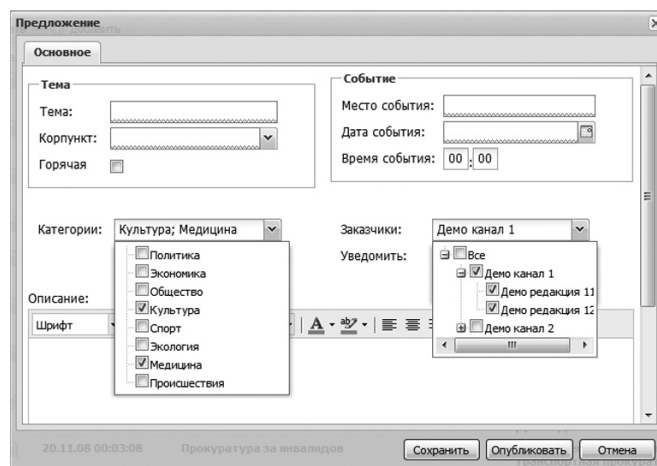 Предложение
Основное
Тема
Тема:
Корпункт:
Горячая
Событие
Место события:
Дата события:
Время события: 00 : 00
Категории: Культура; Медицина
Политика
Экономика
Общество
Культура
Спорт
Экология
Медицина
Происшествия
Заказчики: Демо канал 1
Уведомить:
Все
Демо канал 1
Демо редакция 11
Демо редакция 12
Демо канал 2
Описание:
Шрифт
A
ab
20.11.08 00:03:08 Прокуратура за инвалидов
Сохранить Опубликовать Отмена